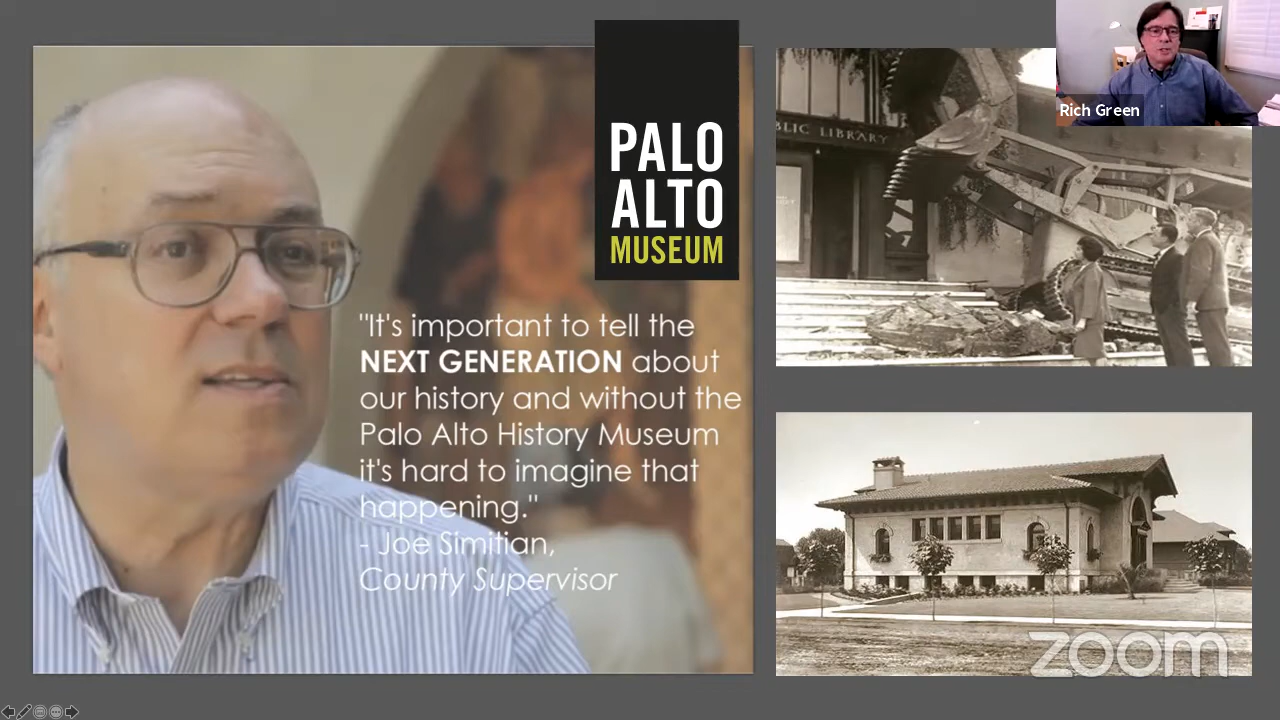 PALO
ALTO
MUSEUM
"It's important to tell the
NEXT GENERATION about
our history and without the
Palo Alto History Museum
it's hard to imagine that
happening."
- Joe Simitian,
County Supervisor
BLIC LIBRARY
Rich Green
zoom